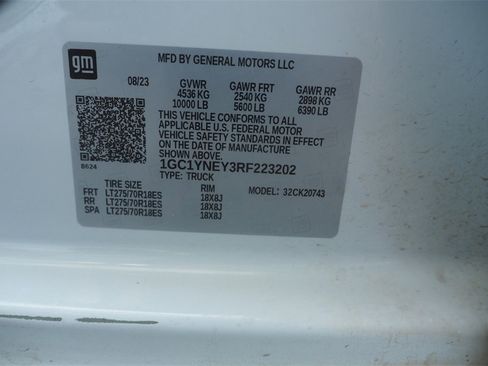 gm
MFD BY GENERAL MOTORS LLC
08/23 GVWR GAWR FRT GAWR RR
4536 KG 2540 KG 2898 KG
10000 LB 5600 LB 6390 LB
THIS VEHICLE CONFORMS TO ALL
APPLICABLE U.S. FEDERAL MOTOR
VEHICLE SAFETY STANDARDS IN EFFECT
ON THE DATE OF MANUFACTURE
SHOWN ABOVE.
1GC1YNEY3RF223202
8624 TYPE: TRUCK
TIRE SIZE RIM MODEL: 32CK20743
FRT LT275/70R18ES 18X8J
RR LT275/70R18ES 18X8J
SPA LT275/70R18ES 18X8J